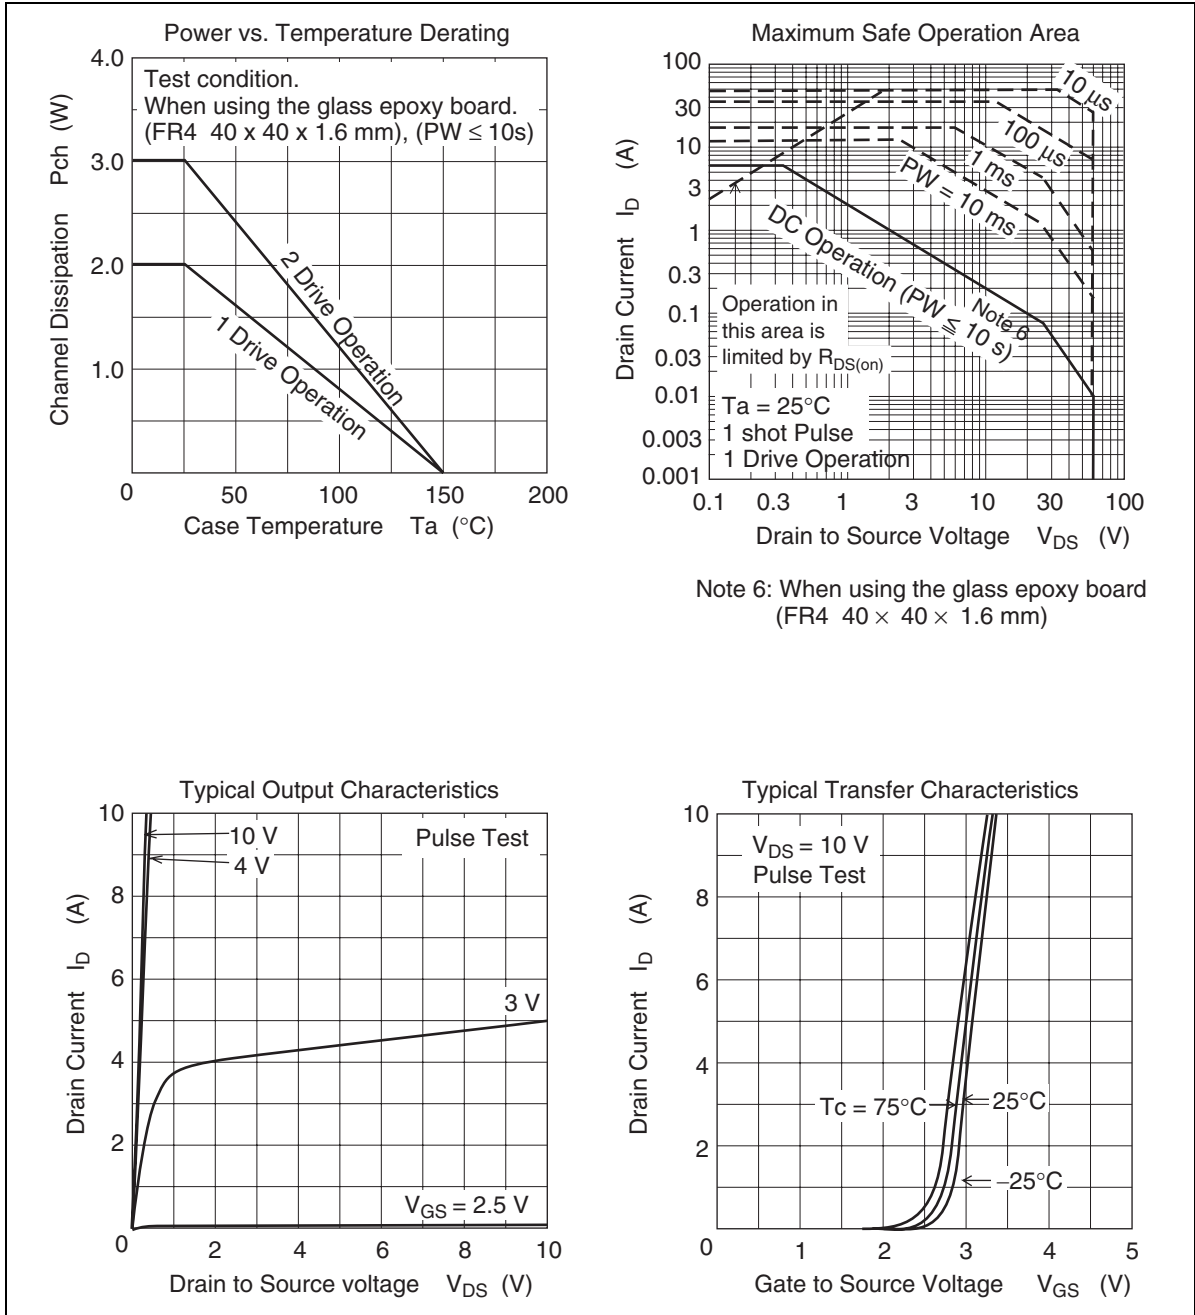 Power vs. Temperature Derating
4.0
3.0
2.0
1.0
Channel Dissipation Pch (W)
Test condition.
When using the glass epoxy board.
(FR4 40 x 40 x 1.6 mm), (PW ≤ 10s)
2 Drive Operation
1 Drive Operation
0 50 100 150 200
Case Temperature Ta (°C)
Maximum Safe Operation Area
100
30
10
3
1
0.3
0.1
0.03
0.01
0.003
0.001
Drain Current I_D (A)
10 µs
100 µs
1 ms
PW = 10 ms
DC Operation (PW ≦ 10 s)
Note 6
Operation in
this area is
limited by R_DS(on)
Ta = 25°C
1 shot Pulse
1 Drive Operation
0.1 0.3 1 3 10 30 100
Drain to Source Voltage V_DS (V)
Note 6: When using the glass epoxy board
(FR4 40 × 40 × 1.6 mm)
Typical Output Characteristics
10
8
6
4
2
Drain Current I_D (A)
10 V
4 V
Pulse Test
3 V
V_GS = 2.5 V
0 2 4 6 8 10
Drain to Source voltage V_DS (V)
Typical Transfer Characteristics
10
8
6
4
2
Drain Current I_D (A)
V_DS = 10 V
Pulse Test
Tc = 75°C
25°C
–25°C
0 1 2 3 4 5
Gate to Source Voltage V_GS (V)